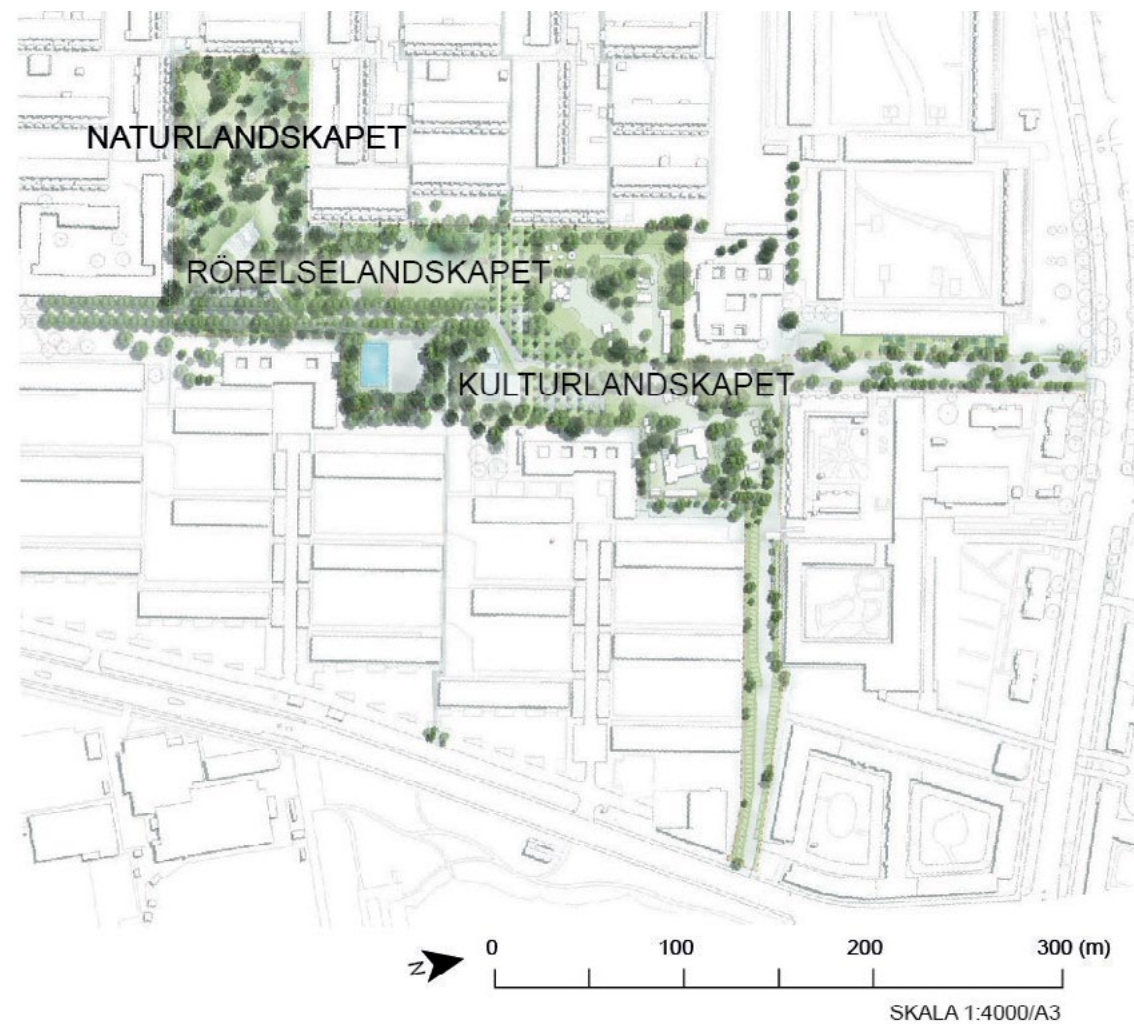 NATURLANDSKAPET
RÖRELSELANDSKAPET
KULTURLANDSKAPET
N
0 100 200 300 (m)
SKALA 1:4000/A3